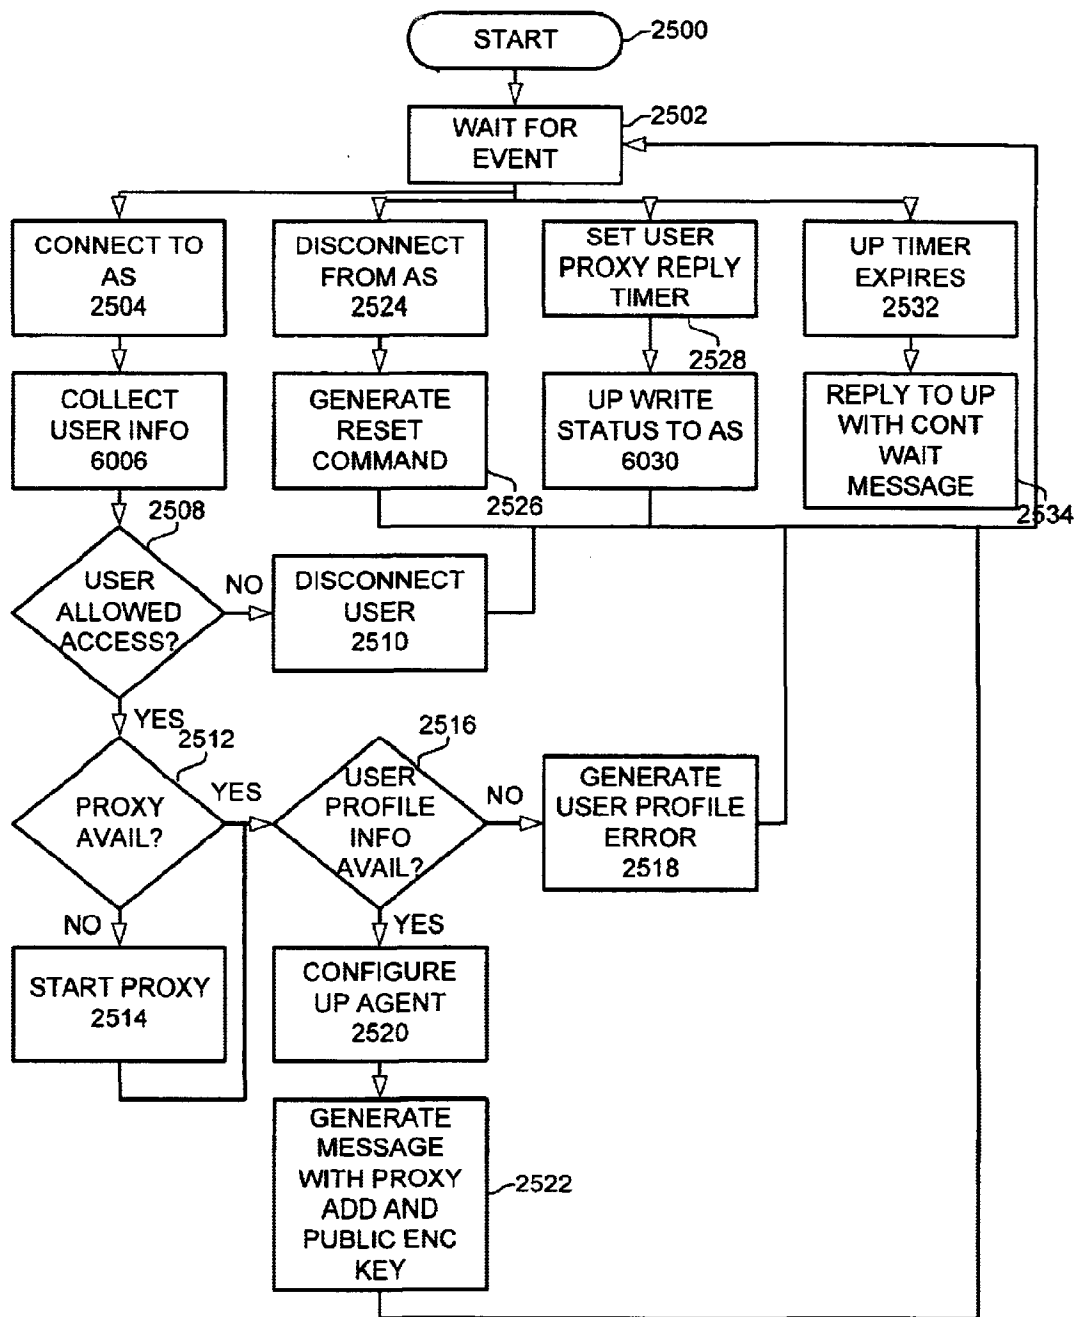 START
2500
WAIT FOR
EVENT
2502
CONNECT TO
AS
2504
DISCONNECT
FROM AS
2524
SET USER
PROXY REPLY
TIMER
2528
UP TIMER
EXPIRES
2532
COLLECT
USER INFO
6006
GENERATE
RESET
COMMAND
2526
UP WRITE
STATUS TO AS
6030
REPLY TO UP
WITH CONT
WAIT
MESSAGE
2534
2508
USER
ALLOWED
ACCESS?
NO
DISCONNECT
USER
2510
YES
2512
PROXY
AVAIL?
YES
2516
USER
PROFILE
INFO
AVAIL?
NO
GENERATE
USER PROFILE
ERROR
2518
NO
START PROXY
2514
YES
CONFIGURE
UP AGENT
2520
GENERATE
MESSAGE
WITH PROXY
ADD AND
PUBLIC ENC
KEY
2522